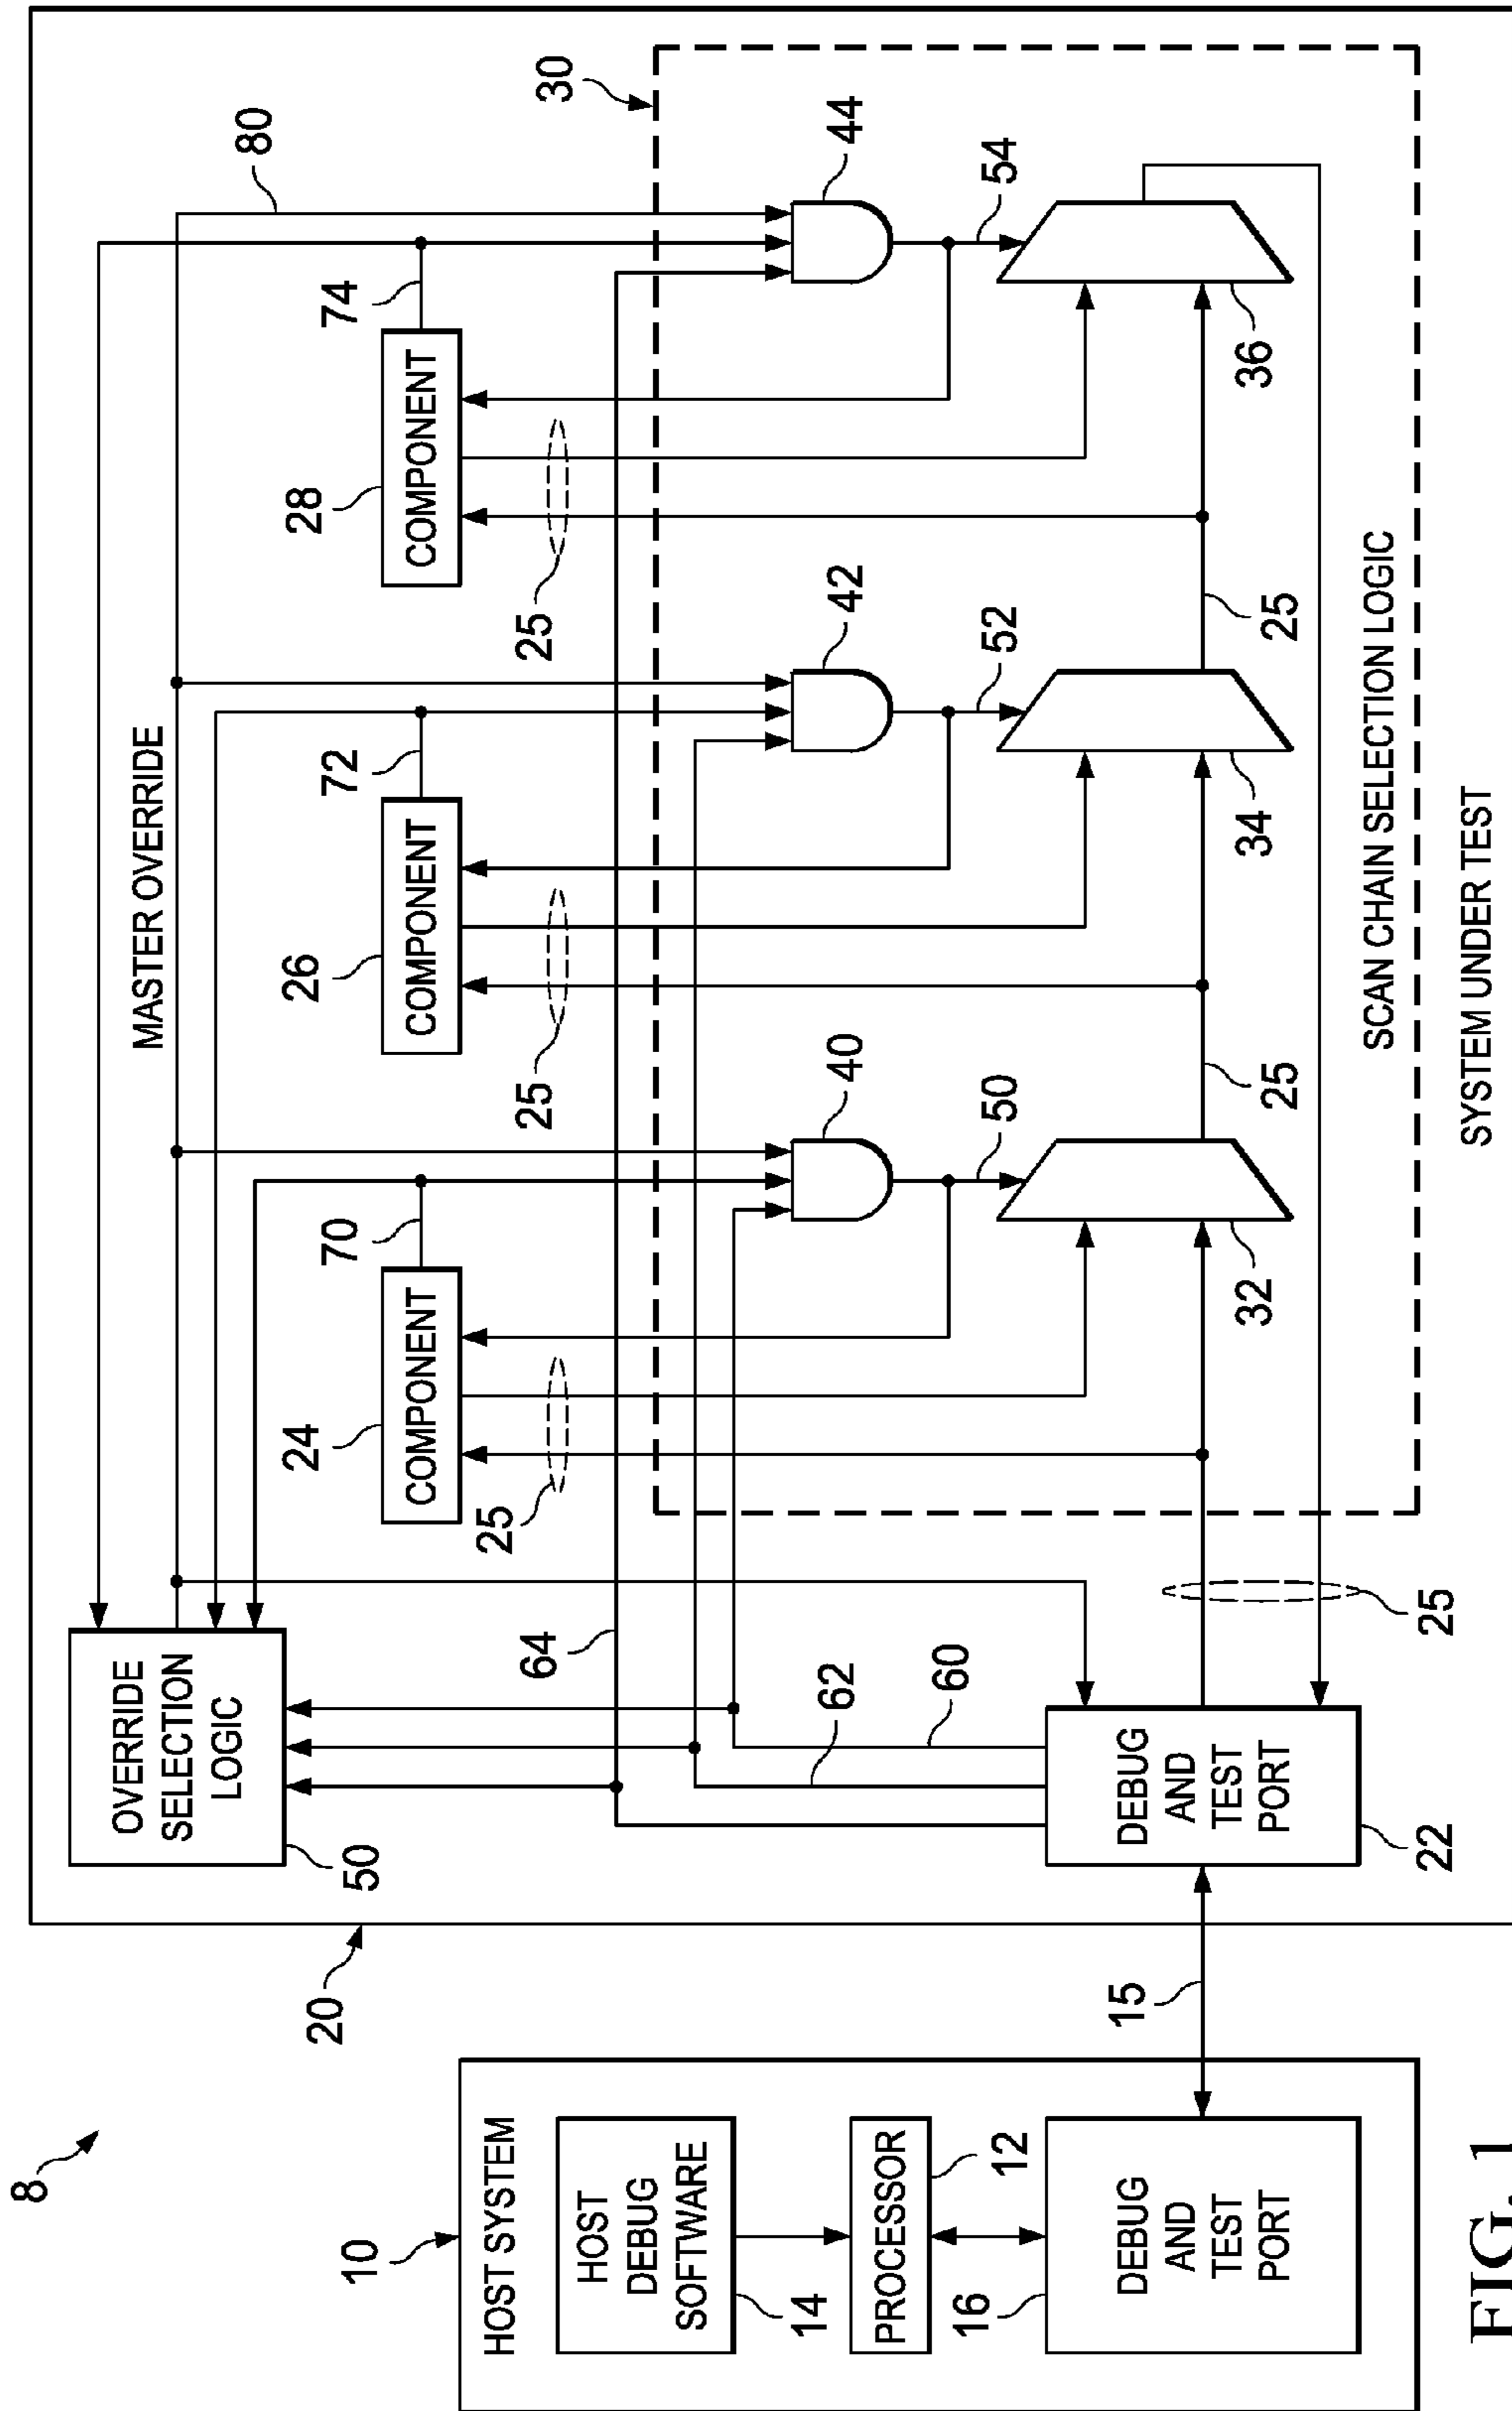 8
10
HOST SYSTEM
HOST
DEBUG
SOFTWARE
14
PROCESSOR
12
16
DEBUG
AND
TEST
PORT
15
20
OVERRIDE
SELECTION
LOGIC
50
64
62
60
DEBUG
AND
TEST
PORT
22
25
MASTER OVERRIDE
80
24
COMPONENT
70
25
26
COMPONENT
72
25
28
COMPONENT
74
25
30
40
50
32
25
42
52
34
25
44
54
36
SCAN CHAIN SELECTION LOGIC
SYSTEM UNDER TEST
FIG. 1